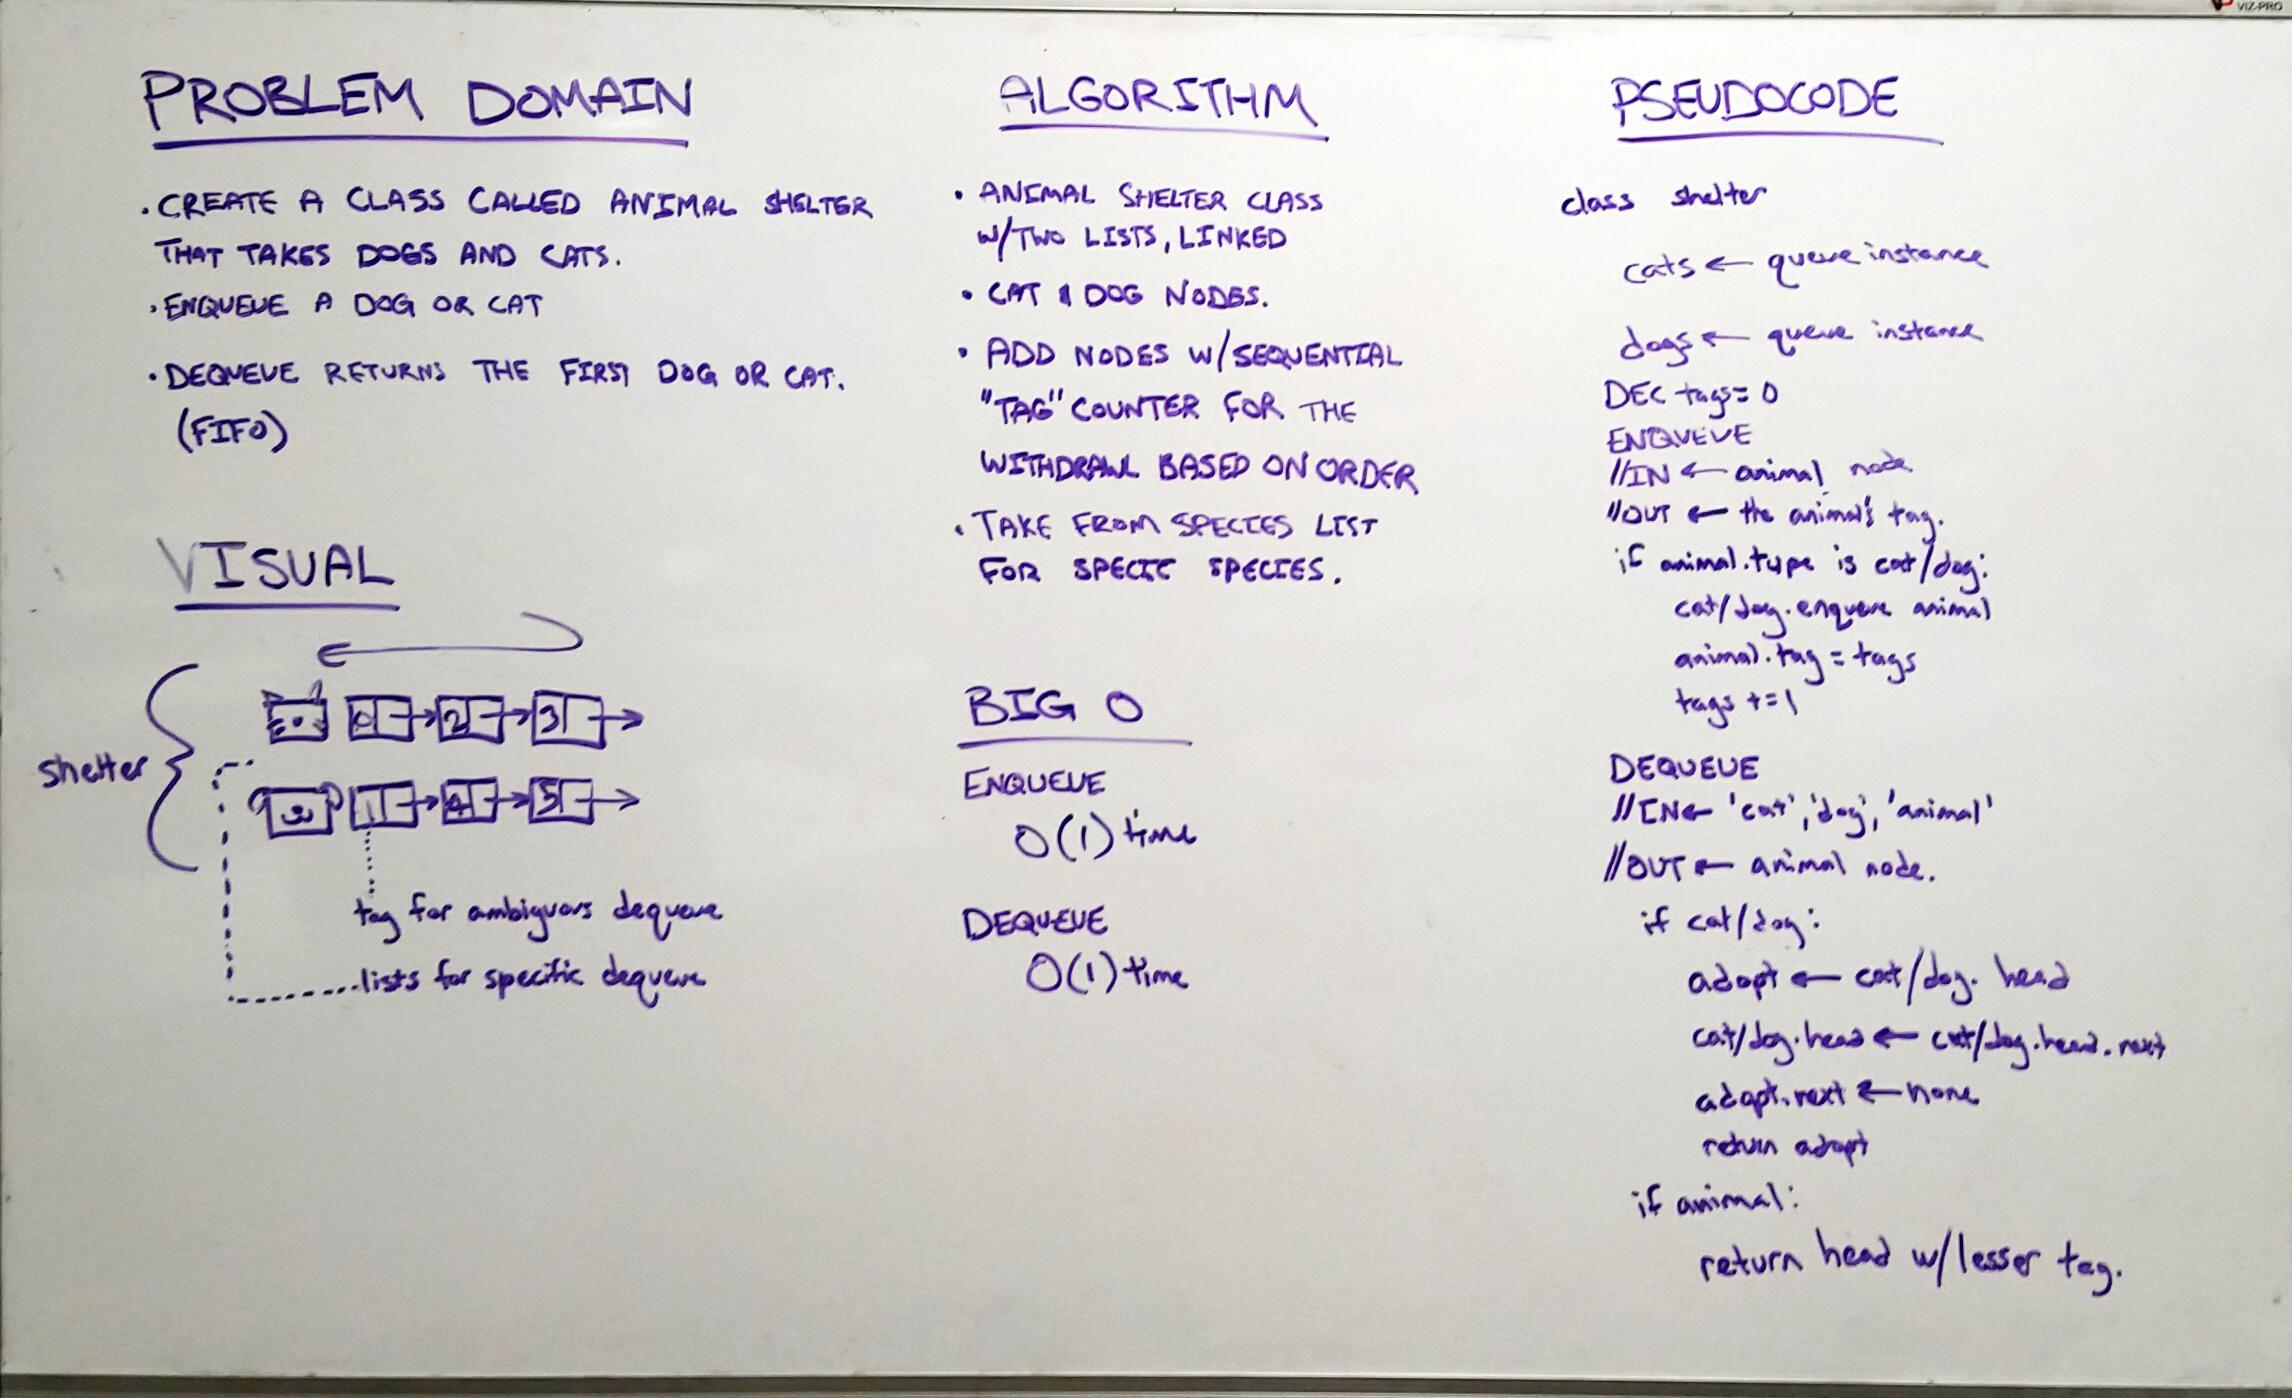 VIZ-PRO
PROBLEM DOMAIN
· CREATE A CLASS CALLED ANIMAL SHELTER
THAT TAKES DOGS AND CATS.
· ENQUEUE A DOG OR CAT
· DEQUEUE RETURNS THE FIRST DOG OR CAT.
(FIFO)
VISUAL
shelter
0 2 3
1 4 5
tag for ambiguous dequeue
lists for specific dequeue
ALGORITHM
· ANIMAL SHELTER CLASS
W/TWO LISTS, LINKED
· CAT & DOG NODES.
· ADD NODES W/SEQUENTIAL
"TAG" COUNTER FOR THE
WITHDRAWL BASED ON ORDER
· TAKE FROM SPECIES LIST
FOR SPECIC SPECIES.
BIG O
ENQUEUE
O(1) time
DEQUEUE
O(1) time
PSEUDOCODE
class shelter
cats ← queue instance
dogs ← queue instance
DEC tags = 0
ENQUEUE
//IN ← animal node
//OUT ← the animal's tag.
if animal.type is cat/dog:
cat/dog.enqueue animal
animal.tag = tags
tags += 1
DEQUEUE
//IN ← 'cat', 'dog', 'animal'
//OUT ← animal node.
if cat/dog:
adopt ← cat/dog. head
cat/dog.head ← cat/dog.head.next
adopt.next ← none
return adopt
if animal:
return head w/lesser tag.